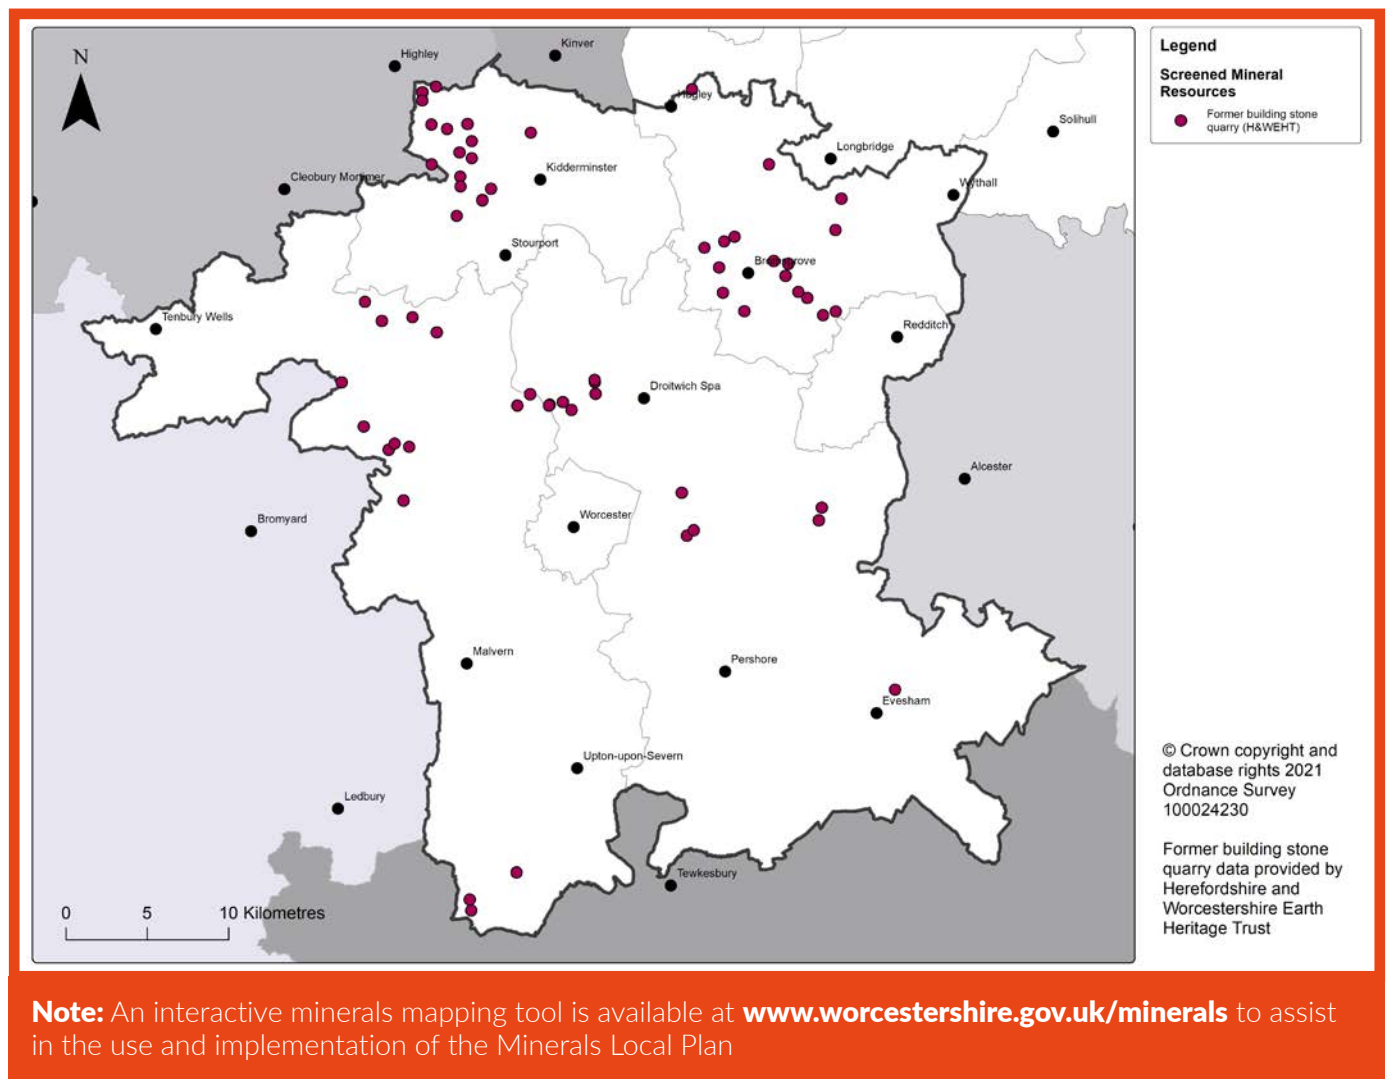 N
Highley
Kinver
Hagley
Solihull
Longbridge
Kidderminster
Cleobury Mortimer
Wythall
Stourport
Bromsgrove
Tenbury Wells
Redditch
Droitwich Spa
Alcester
Worcester
Bromyard
Malvern
Pershore
Evesham
Upton-upon-Severn
Ledbury
Tewkesbury
0 5 10 Kilometres
Legend
Screened Mineral
Resources
Former building stone
quarry (H&WEHT)
© Crown copyright and
database rights 2021
Ordnance Survey
100024230
Former building stone
quarry data provided by
Herefordshire and
Worcestershire Earth
Heritage Trust
Note: An interactive minerals mapping tool is available at www.worcestershire.gov.uk/minerals to assist
in the use and implementation of the Minerals Local Plan